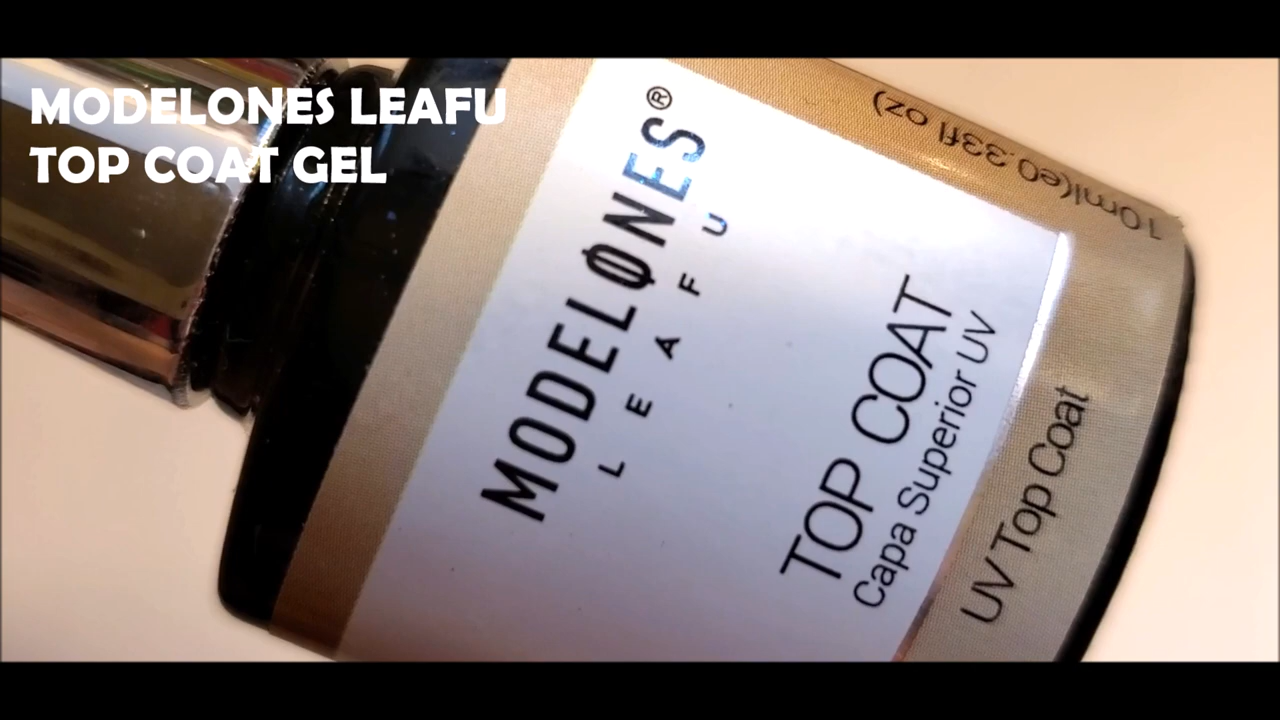 MODELONES LEAFU
TOP COAT GEL
MODELONES®
LEAFU
TOP COAT
Capa Superior UV
UV Top Coat
10ml(e0.33fl oz)